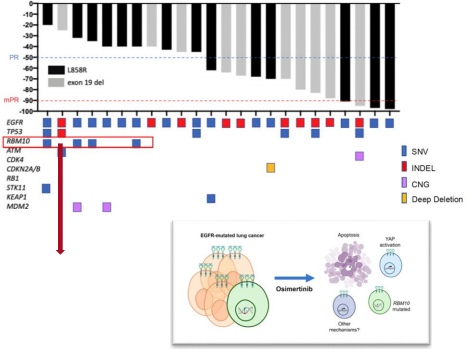 0
-10
-20
-30
-40
PR
-50
-60
-70
-80
mPR
-90
-100
L858R
exon 19 del
EGFR
TP53
RBM10
ATM
CDK4
CDKN2A/B
RB1
STK11
KEAP1
MDM2
SNV
INDEL
CNG
Deep Deletion
EGFR-mutated lung cancer
Osimertinib
Apoptosis
YAP
activation
Other
mechanisms?
RBM10
mutated